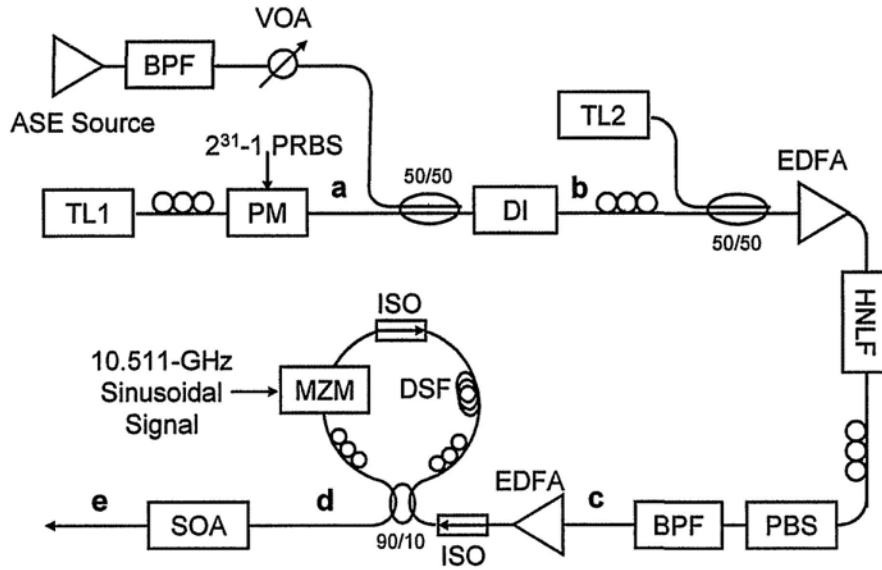 VOA
BPF
ASE Source
TL2
2³¹-1 PRBS
EDFA
a
50/50
b
TL1
PM
DI
50/50
HNLF
ISO
10.511-GHz
Sinusoidal
Signal
MZM
DSF
EDFA
e
d
c
SOA
90/10
ISO
BPF
PBS